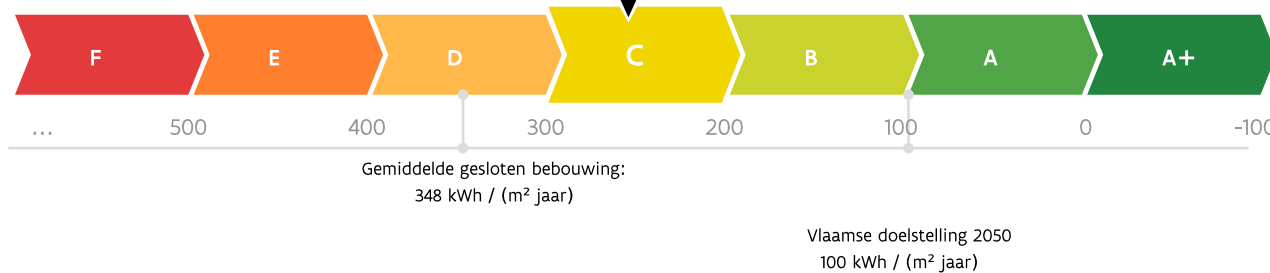 F E D C B A A+
... 500 400 300 200 100 0 -100
Gemiddelde gesloten bebouwing:
348 kWh / (m² jaar)
Vlaamse doelstelling 2050
100 kWh / (m² jaar)